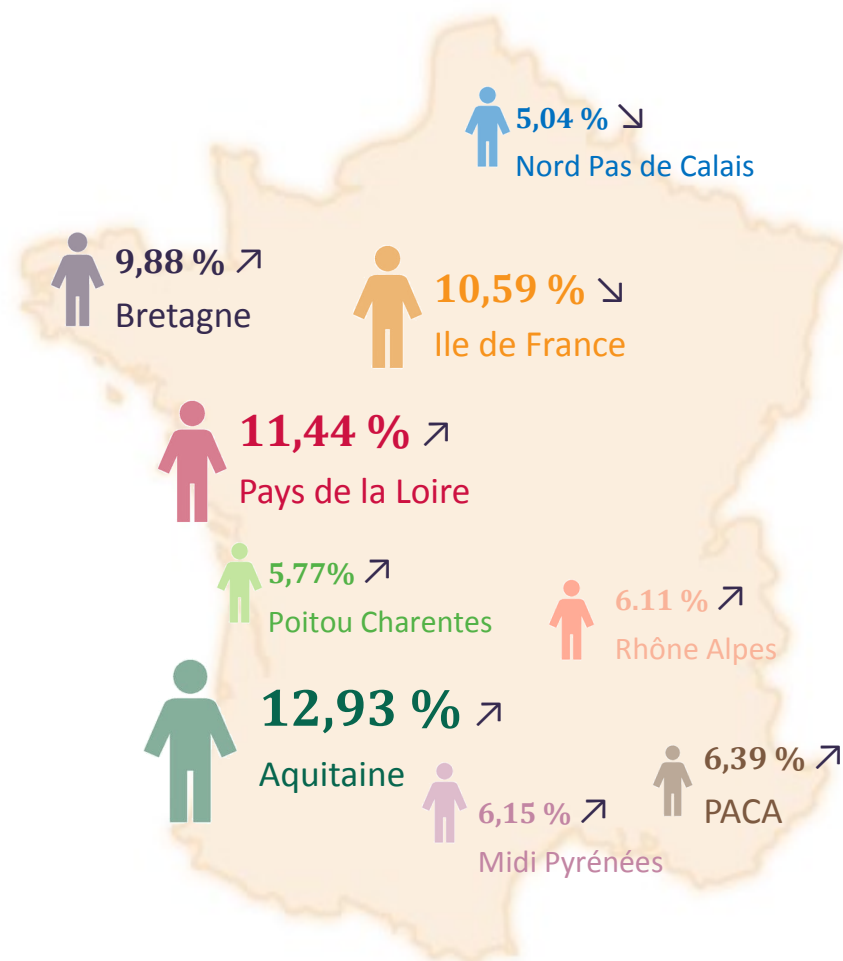 5,04 % ↘
Nord Pas de Calais
9,88 % ↗
Bretagne
10,59 % ↘
Ile de France
11,44 % ↗
Pays de la Loire
5,77% ↗
Poitou Charentes
6.11 % ↗
Rhône Alpes
12,93 % ↗
Aquitaine
6,39 % ↗
PACA
6,15 % ↗
Midi Pyrénées